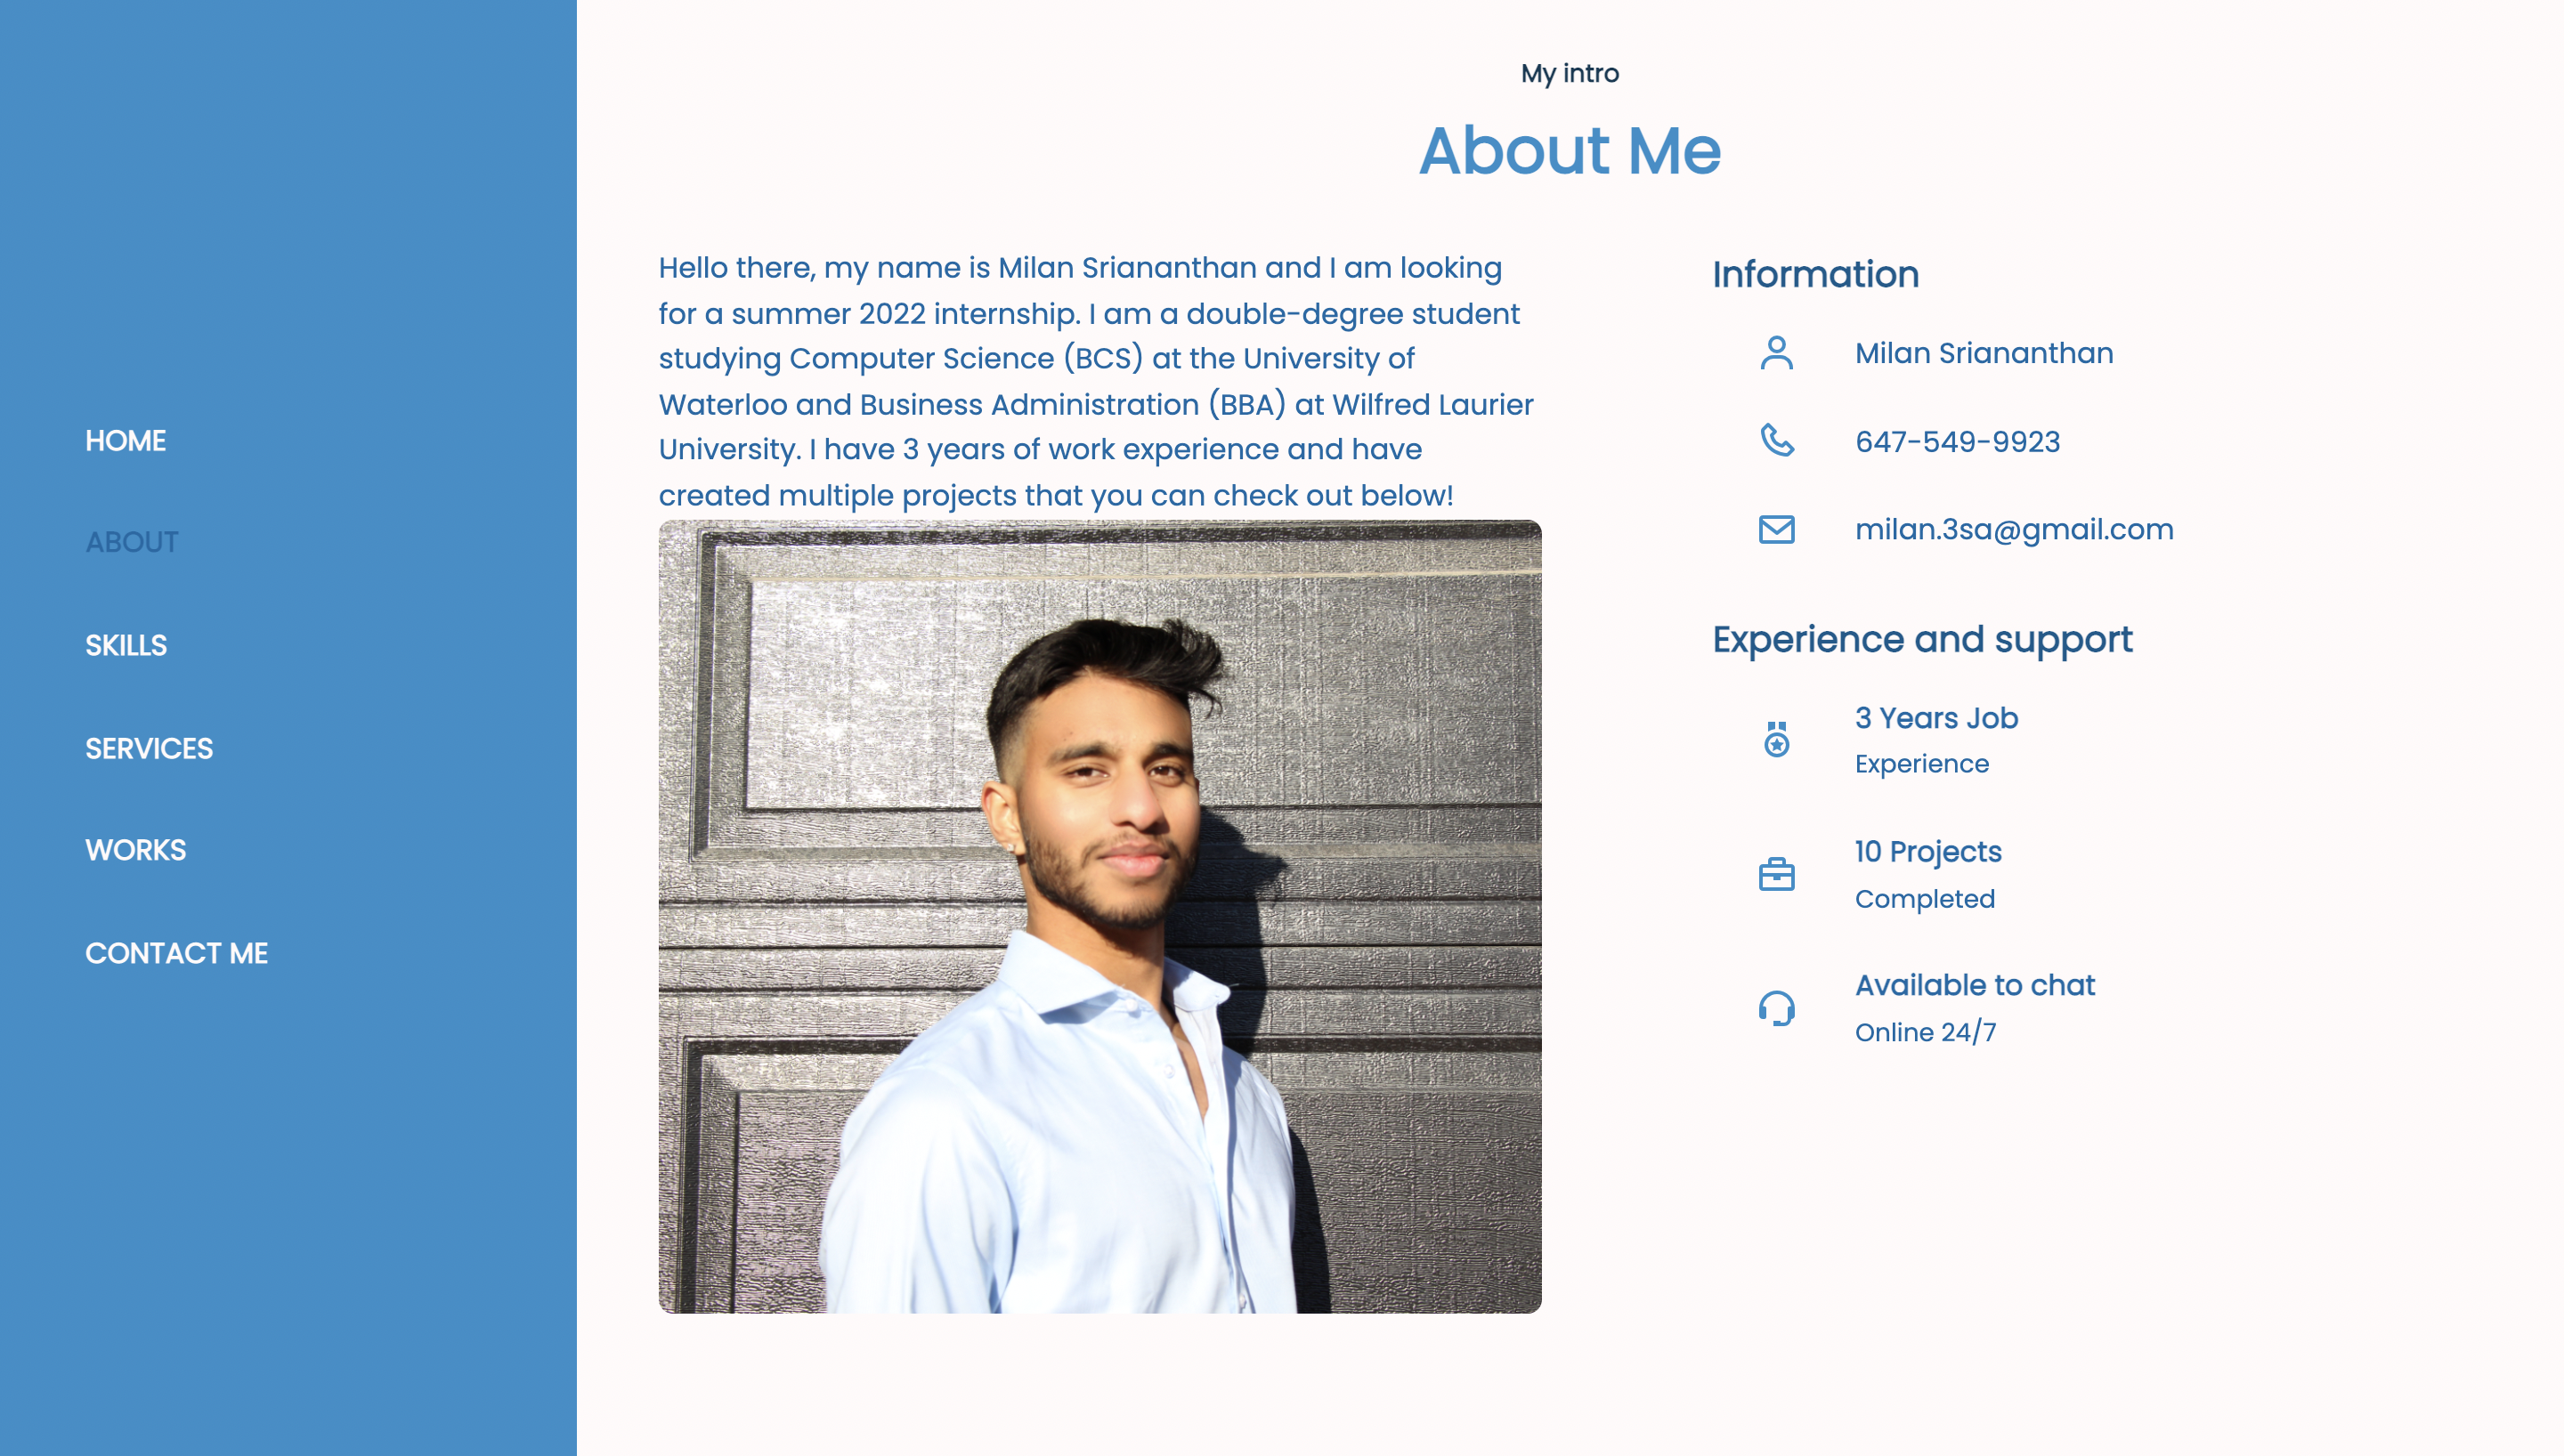 HOME
ABOUT
SKILLS
SERVICES
WORKS
CONTACT ME
My intro
About Me
Hello there, my name is Milan Riananthan and I am looking
for a summer 2022 internship. I am a double-degree student
studying Computer Science (BCS) at the University of
Waterloo and Business Administration (BBA) at Wilfred Laurier
University. I have 3 years of work experience and have
created multiple projects that you can check out below!
Information
Milan Sriananthan
647-549-9923
milan.3sa@gmail.com
Experience and support
3 Years Job
Experience
10 Projects
Completed
Available to chat
Online 24/7